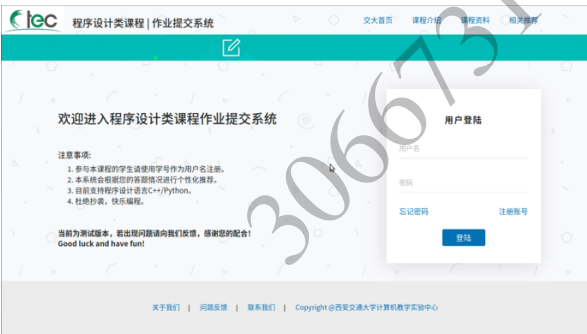 Ctec 程序设计类课程 | 作业提交系统
交大首页 课程介绍 课程资料 相关推荐
欢迎进入程序设计类课程作业提交系统
注意事项:
1. 参与本课程的学生请使用学号作为用户名注册。
2. 本系统会根据您的答题情况进行个性化推荐。
3. 目前支持程序设计语言C++/Python。
4. 杜绝抄袭，快乐编程。
当前为测试版本，若出现问题请向我们反馈，感谢您的配合！
Good luck and have fun!
用户登陆
用户名
密码
忘记密码 注册账号
登陆
关于我们 | 问题反馈 | 联系我们 | Copyright @西安交通大学计算机教学实验中心
3066731